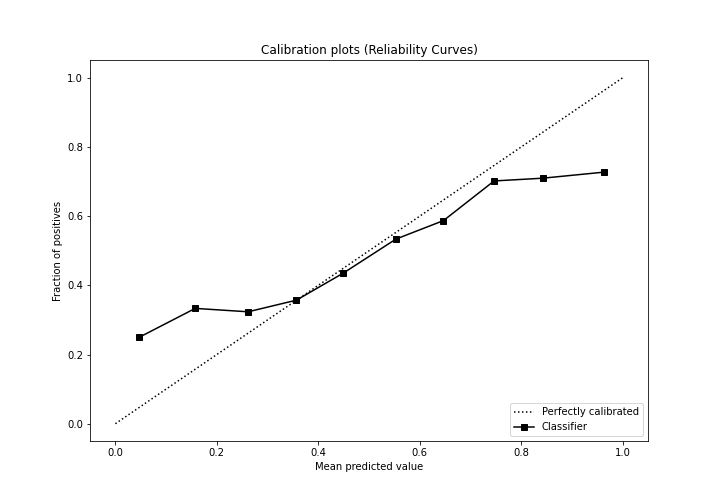 Calibration plots (Reliability Curves)
1.0
0.8
0.6
0.4
0.2
0.0
Fraction of positives
0.0 0.2 0.4 0.6 0.8 1.0
Mean predicted value
Perfectly calibrated
Classifier